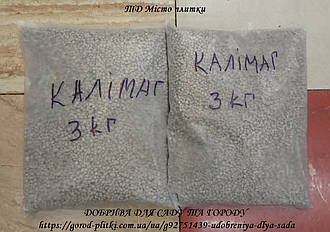 ТД Місто плитки
КАЛІМАГ
3 кг
КАЛІМАГ
3 кг
ДОБРИВА ДЛЯ САДУ ТА ГОРОДУ
https://gorod-plitkj.com.ua/ua/g92751439-udobreniya-dlya-sada